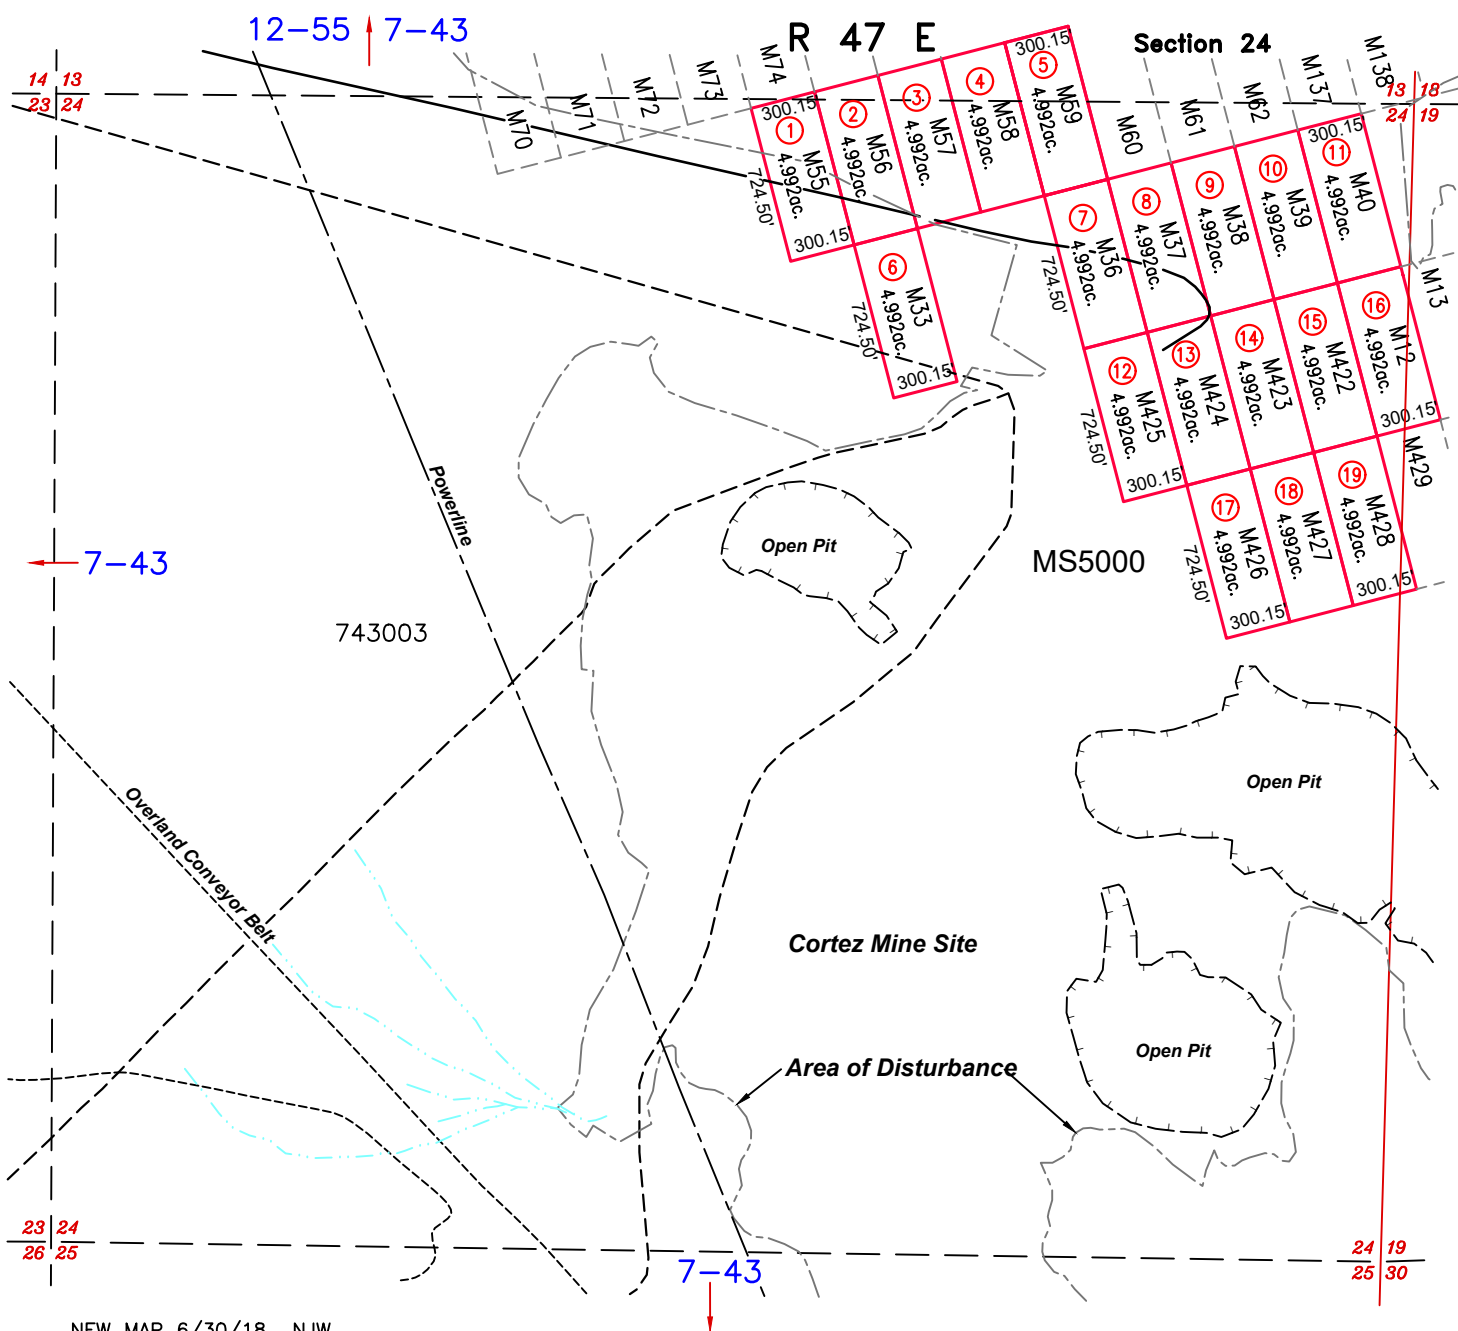 12-55 7-43
R 47 E
Section 24
14 13
23 24
13 18
24 19
M70
M71
M72
M73
M74
M60
M61
M62
M137
M138
M13
M429
300.15'
1 M55 4.992ac.
724.50'
300.15'
2 M56 4.992ac.
3 M57 4.992ac.
4 M58 4.992ac.
300.15'
5 M59 4.992ac.
6 M33 4.992ac.
724.50'
300.15'
7 M36 4.992ac.
724.50'
8 M37 4.992ac.
9 M38 4.992ac.
10 M39 4.992ac.
300.15'
11 M40 4.992ac.
12 M425 4.992ac.
724.50'
300.15'
13 M424 4.992ac.
14 M423 4.992ac.
15 M422 4.992ac.
16 M12 4.992ac.
300.15'
17 M426 4.992ac.
724.50'
300.15'
18 M427 4.992ac.
19 M428 4.992ac.
300.15'
Powerline
Open Pit
MS5000
7-43
743003
Open Pit
Overland Conveyor Belt
Cortez Mine Site
Open Pit
Area of Disturbance
23 24
26 25
24 19
25 30
7-43
NEW MAP 6/30/18 NJW